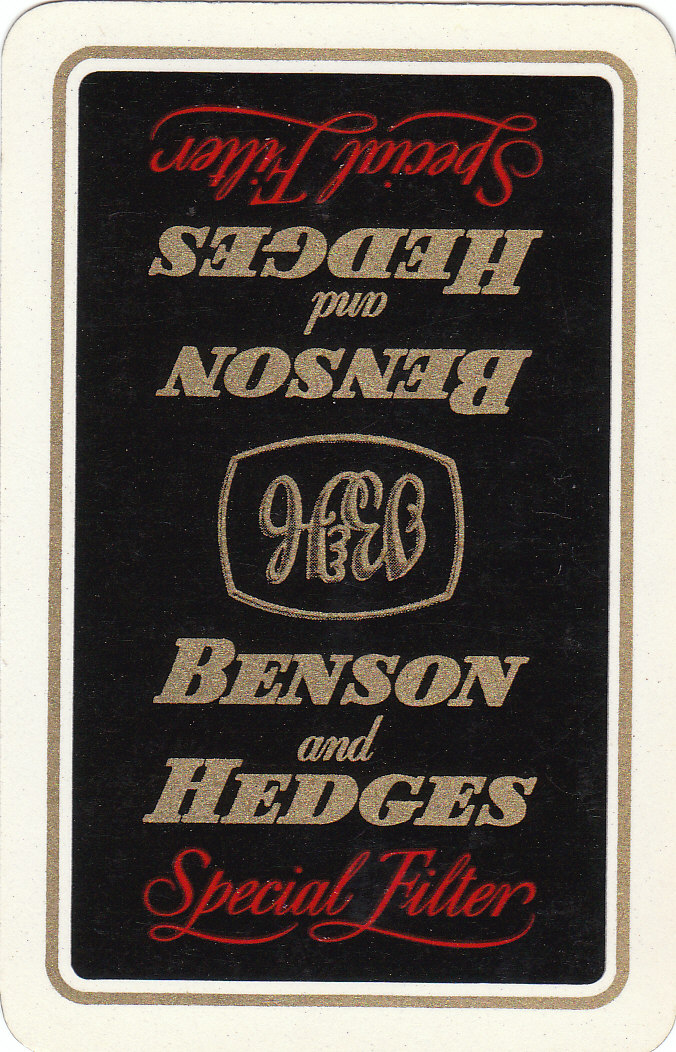 Special Filter
HEDGES
and
BENSON
BENSON
and
HEDGES
Special Filter